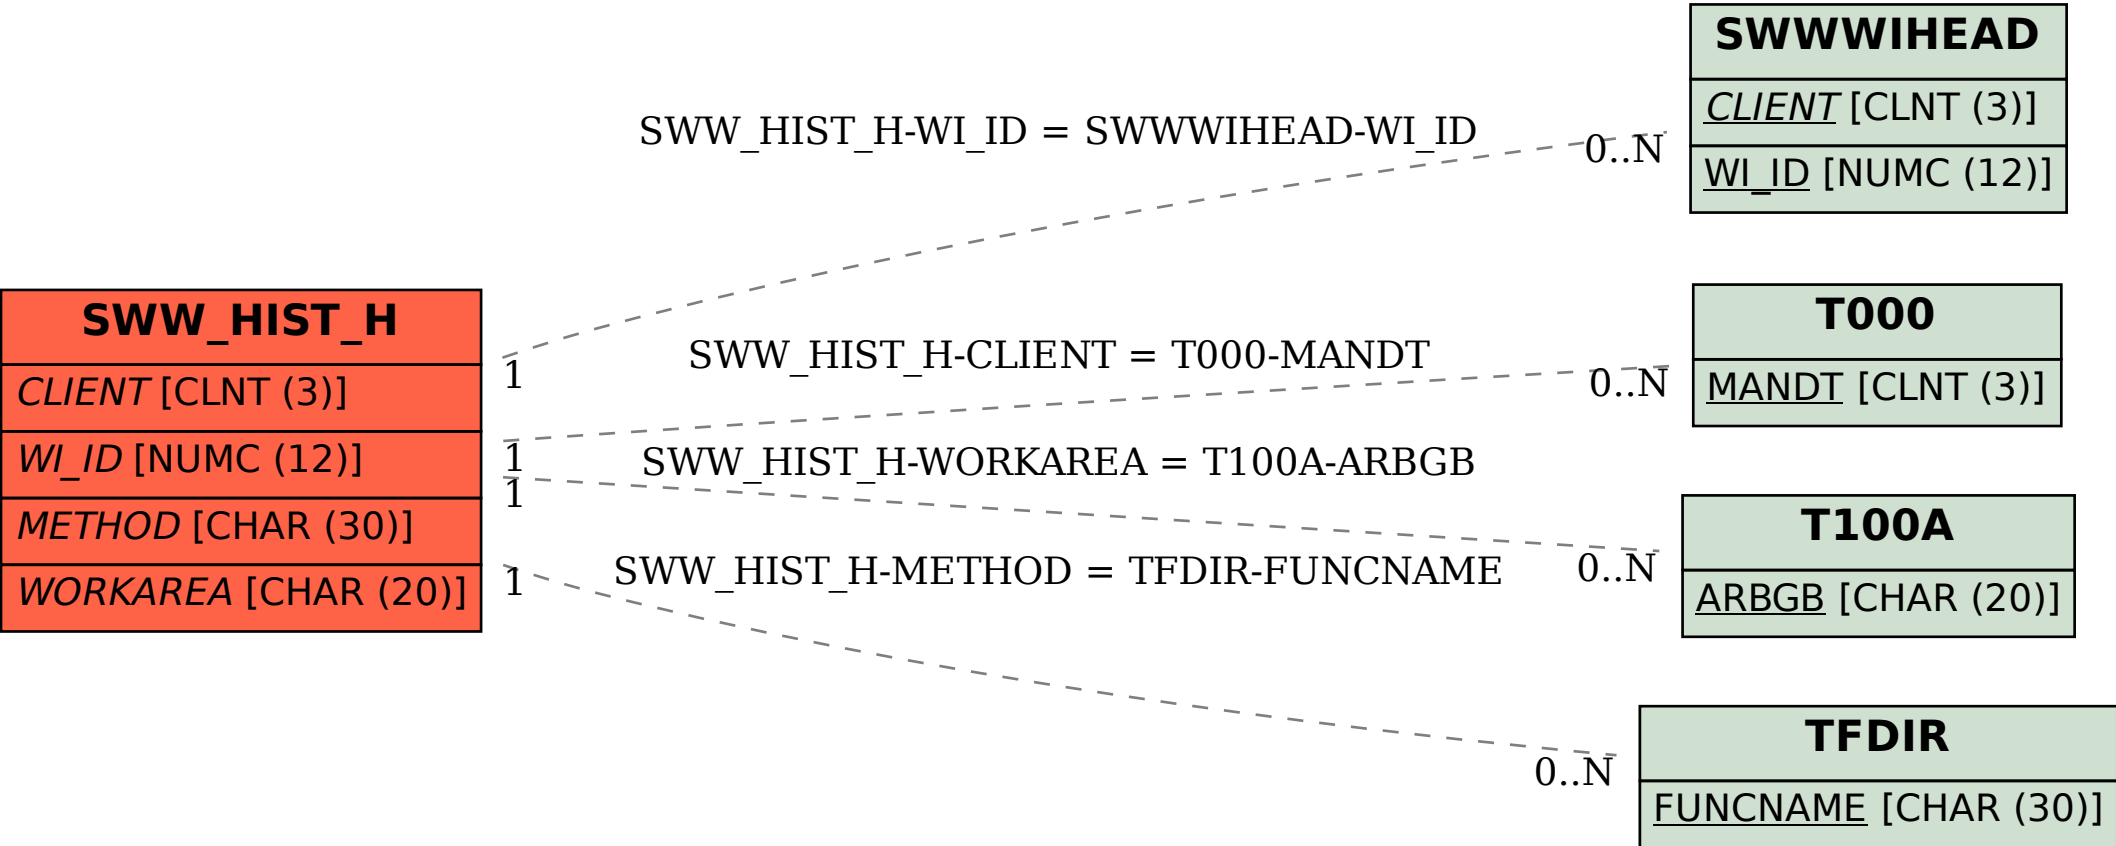 SWWWIHEAD
CLIENT [CLNT (3)]
WI_ID [NUMC (12)]
SWW_HIST_H-WI_ID = SWWWIHEAD-WI_ID
0..N
SWW_HIST_H
CLIENT [CLNT (3)]
WI_ID [NUMC (12)]
METHOD [CHAR (30)]
WORKAREA [CHAR (20)]
1
1
1
1
SWW_HIST_H-CLIENT = T000-MANDT
0..N
T000
MANDT [CLNT (3)]
SWW_HIST_H-WORKAREA = T100A-ARBGB
0..N
T100A
ARBGB [CHAR (20)]
SWW_HIST_H-METHOD = TFDIR-FUNCNAME
0..N
TFDIR
FUNCNAME [CHAR (30)]